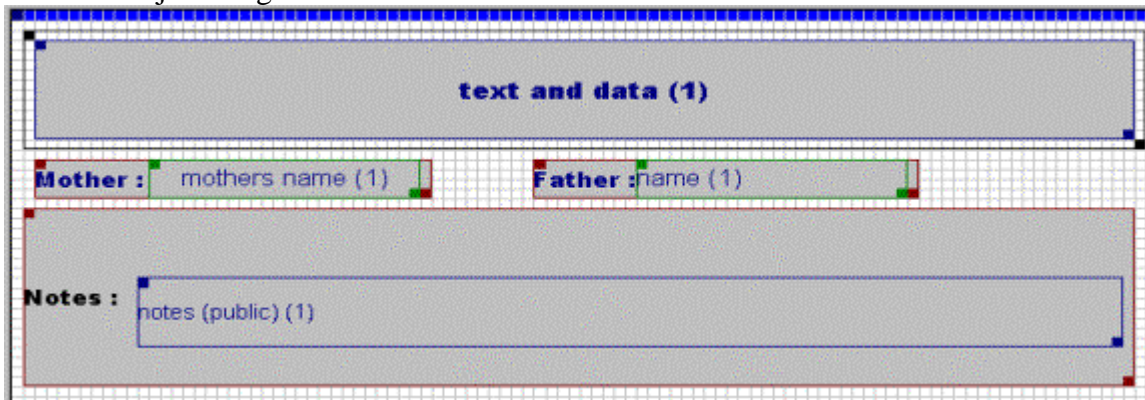 text and data (1)
Mother : mothers name (1) Father : name (1)
Notes :
notes (public) (1)